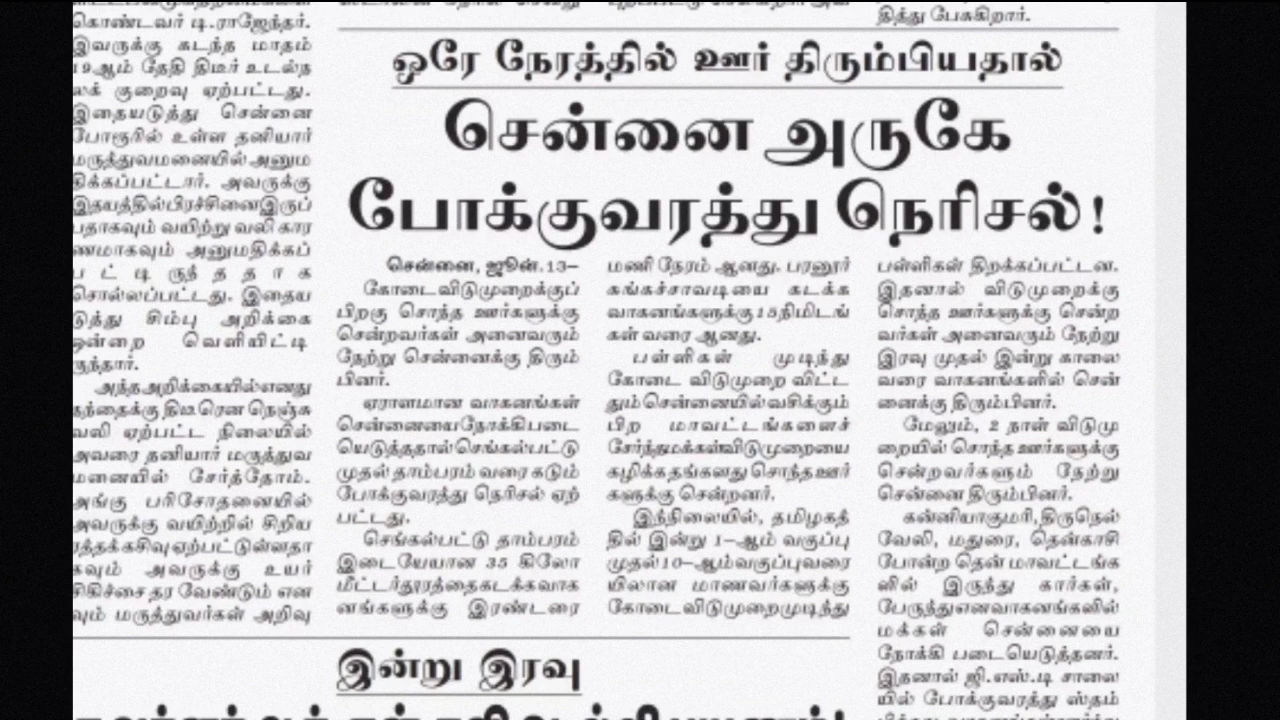 கொண்டவர் டி.ராஜேந்தர்.
இவருக்கு கடந்த மாதம்
19ஆம் தேதி திடீர் உடல்ந
லக் குறைவு ஏற்பட்டது.
இதையடுத்து சென்னை
போரூரில் உள்ள தனியார்
மருத்துவமனையில் அனும
திக்கப்பட்டார். அவருக்கு
இதயத்தில்பிரச்சினைஇருப்
பதாகவும் வயிற்று வலி கார
ணமாகவும் அனுமதிக்கப்
பட்டிருந்ததாக
சொல்லப்பட்டது. இதைய
டுத்து சிம்பு அறிக்கை
ஒன்றை வெளியிட்டி
ருந்தார்.
அந்தஅறிக்கையில்எனது
தந்தைக்கு திடீரென நெஞ்சு
வலி ஏற்பட்ட நிலையில்
அவரை தனியார் மருத்துவ
மனையில் சேர்த்தோம்.
அங்கு பரிசோதனையில்
அவருக்கு வயிற்றில் சிறிய
ரத்தக்கசிவுஏற்பட்டுள்ளதா
கவும் அவருக்கு உயர்
சிகிச்சை தர வேண்டும் என
வும் மருத்துவர்கள் அறிவு
தித்து பேசுகிறார்.
ஒரே நேரத்தில் ஊர் திரும்பியதால்
சென்னை அருகே
போக்குவரத்து நெரிசல்!
சென்னை, ஜூன்.13–
கோடைவிடுமுறைக்குப்
பிறகு சொந்த ஊர்களுக்கு
சென்றவர்கள் அனைவரும்
நேற்று சென்னைக்கு திரும்
பினர்.
ஏராளமான வாகனங்கள்
சென்னையைநோக்கிபடை
யெடுத்ததால்செங்கல்பட்டு
முதல் தாம்பரம் வரை கடும்
போக்குவரத்து நெரிசல் ஏற்
பட்டது.
செங்கல்பட்டு தாம்பரம்
இடையேயான 35 கிலோ
மீட்டர்தூரத்தைகடக்கவாக
னங்களுக்கு இரண்டரை
மணி நேரம் ஆனது. பரனூர்
சுங்கச்சாவடியை கடக்க
வாகனங்களுக்கு15நிமிடங்
கள் வரை ஆனது.
பள்ளிகள் முடிந்து
கோடை விடுமுறை விட்ட
தும்சென்னையில்வசிக்கும்
பிற மாவட்டங்களைச்
சேர்ந்தமக்கள்விடுமுறையை
கழிக்கதங்களதுசொந்தஊர்
களுக்கு சென்றனர்.
இந்நிலையில், தமிழகத்
தில் இன்று 1–ஆம் வகுப்பு
முதல்10–ஆம்வகுப்புவரை
யிலான மாணவர்களுக்கு
கோடைவிடுமுறைமுடிந்து
பள்ளிகள் திறக்கப்பட்டன.
இதனால் விடுமுறைக்கு
சொந்த ஊர்களுக்கு சென்ற
வர்கள் அனைவரும் நேற்று
இரவு முதல் இன்று காலை
வரை வாகனங்களில் சென்
னைக்கு திரும்பினர்.
மேலும், 2 நாள் விடுமு
றையில் சொந்த ஊர்களுக்கு
சென்றவர்களும் நேற்று
சென்னை திரும்பினர்.
கன்னியாகுமரி,திருநெல்
வேலி, மதுரை, தென்காசி
போன்ற தென் மாவட்டங்க
ளில் இருந்து கார்கள்,
பேருந்துஎனவாகனங்களில்
மக்கள் சென்னையை
நோக்கி படையெடுத்தனர்.
இதனால் ஜி.எஸ்.டி சாலை
யில் போக்குவரத்து ஸ்தம்
இன்று இரவு